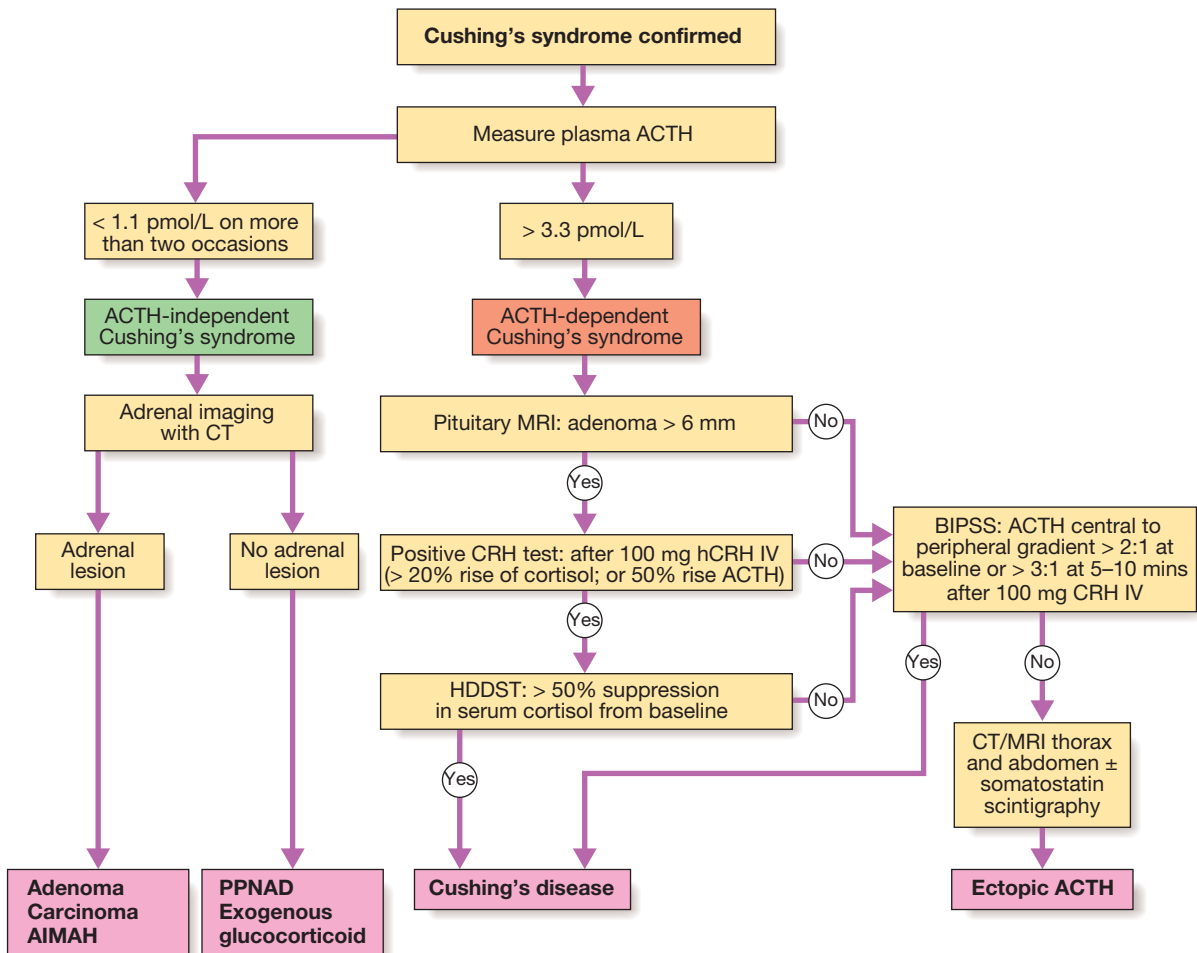 Cushing's syndrome confirmed
Measure plasma ACTH
< 1.1 pmol/L on more
than two occasions
> 3.3 pmol/L
ACTH-independent
Cushing's syndrome
ACTH-dependent
Cushing's syndrome
Adrenal imaging
with CT
Pituitary MRI: adenoma > 6 mm
No
Yes
Adrenal
lesion
No adrenal
lesion
Positive CRH test: after 100 mg hCRH IV
(> 20% rise of cortisol; or 50% rise ACTH)
No
BIPSS: ACTH central to
peripheral gradient > 2:1 at
baseline or > 3:1 at 5–10 mins
after 100 mg CRH IV
Yes
Yes
No
HDDST: > 50% suppression
in serum cortisol from baseline
No
Yes
CT/MRI thorax
and abdomen ±
somatostatin
scintigraphy
Adenoma
Carcinoma
AIMAH
PPNAD
Exogenous
glucocorticoid
Cushing's disease
Ectopic ACTH